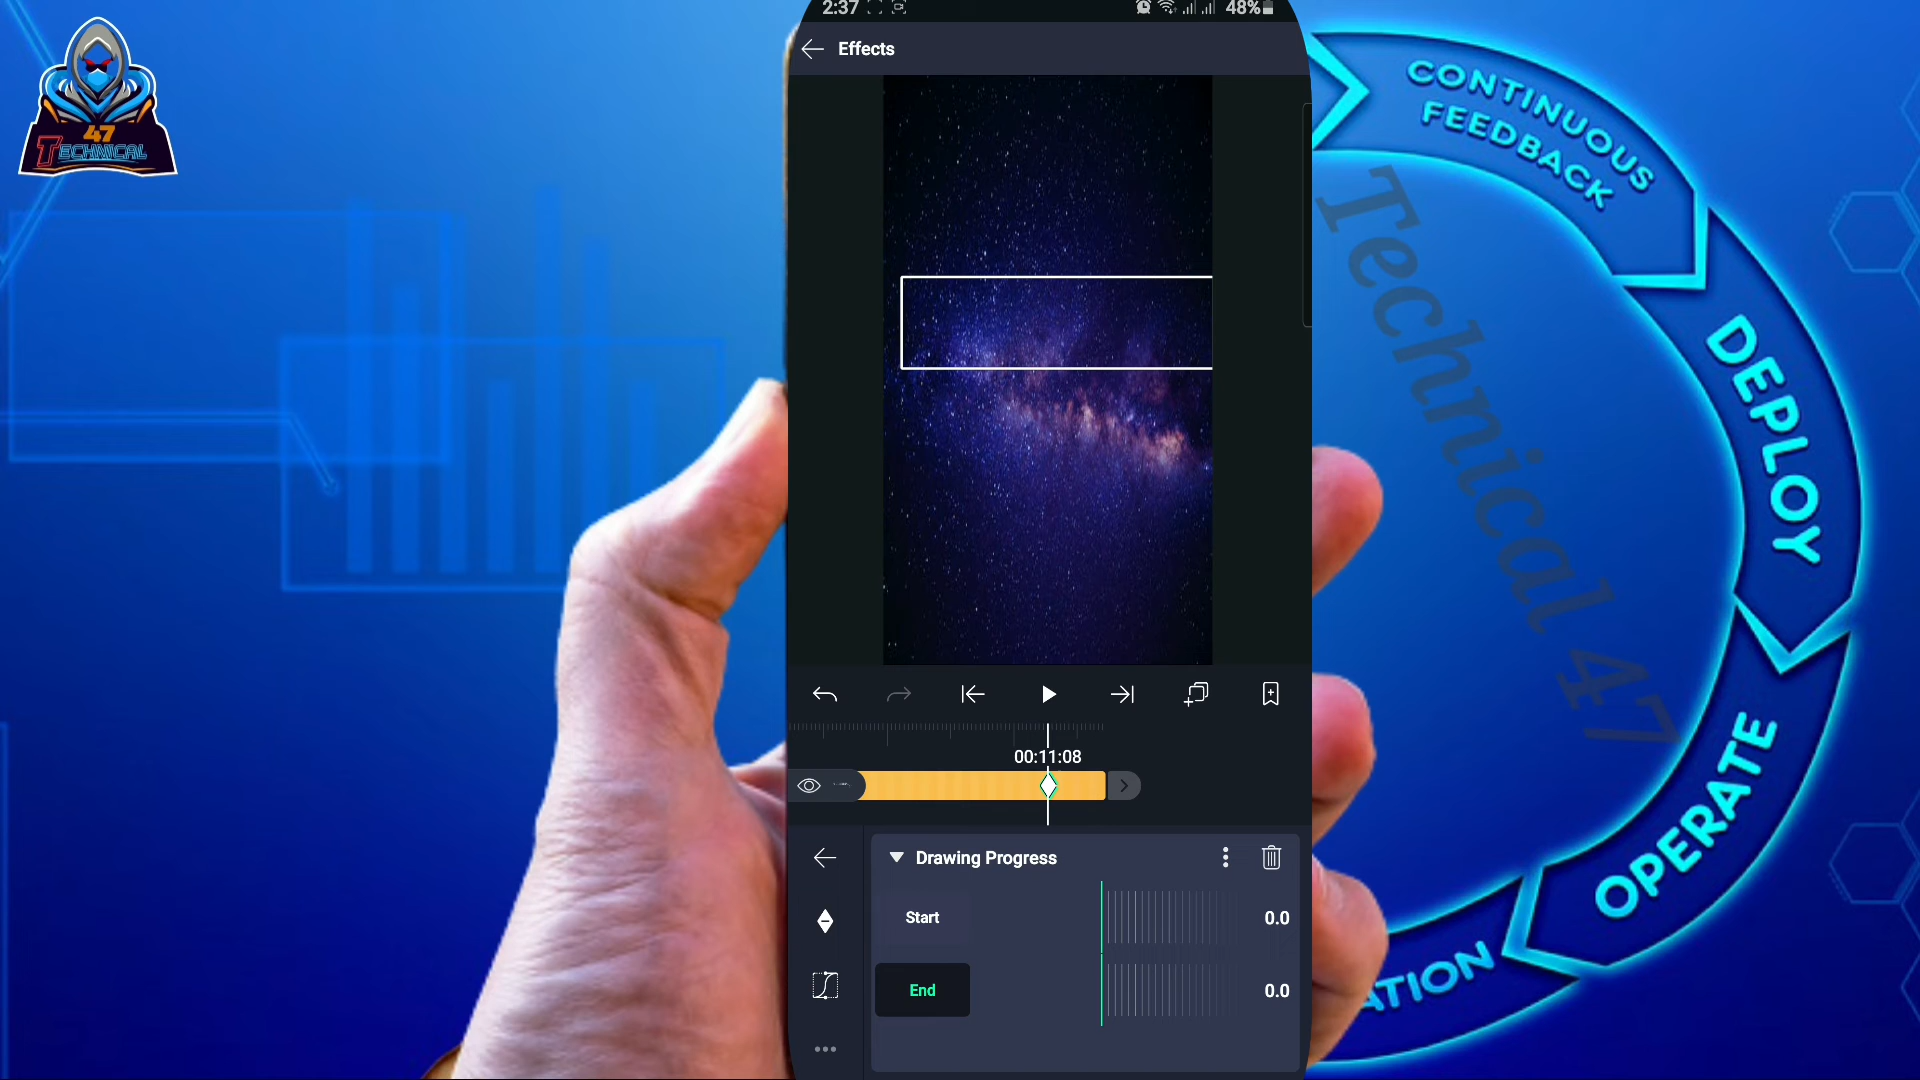 2:37
48%
Effects
47
TECHNICAL
CONTINUOUS
FEEDBACK
DEPLOY
OPERATE
ATION
Technical 47
00:11:08
Drawing Progress
Start
0.0
End
0.0